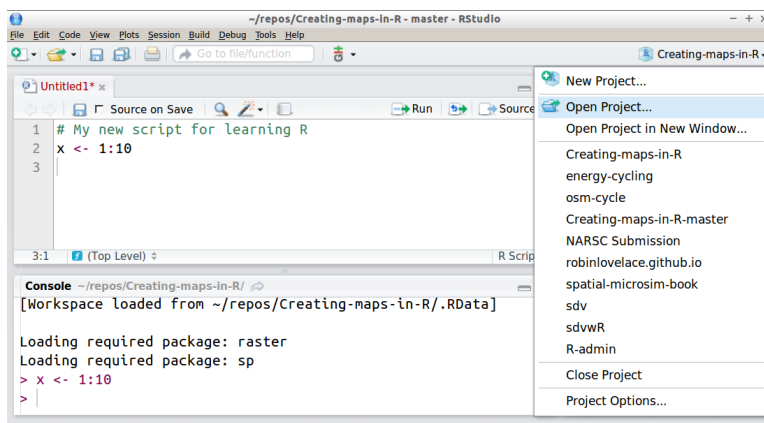 ~/repos/Creating-maps-in-R - master - RStudio
File Edit Code View Plots Session Build Debug Tools Help
Go to file/function
Creating-maps-in-R
Untitled1*
Source on Save
Run
Source
1 # My new script for learning R
2 x <- 1:10
3
3:1 (Top Level)
R Scrip
Console ~/repos/Creating-maps-in-R/
[Workspace loaded from ~/repos/Creating-maps-in-R/.RData]
Loading required package: raster
Loading required package: sp
> x <- 1:10
>
New Project...
Open Project...
Open Project in New Window...
Creating-maps-in-R
energy-cycling
osm-cycle
Creating-maps-in-R-master
NARSC Submission
robinlovelace.github.io
spatial-microsim-book
sdv
sdvwR
R-admin
Close Project
Project Options...